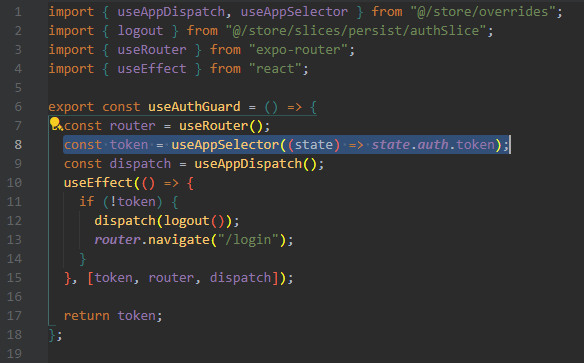 1 import { useAppDispatch, useAppSelector } from "@/store/overrides";
2 import { logout } from "@/store/slices/persist/authSlice";
3 import { useRouter } from "expo-router";
4 import { useEffect } from "react";
5
6 export const useAuthGuard = () => {
7 const router = useRouter();
8 const token = useAppSelector((state) => state.auth.token);
9 const dispatch = useAppDispatch();
10 useEffect(() => {
11 if (!token) {
12 dispatch(logout());
13 router.navigate("/login");
14 }
15 }, [token, router, dispatch]);
16
17 return token;
18 };
19